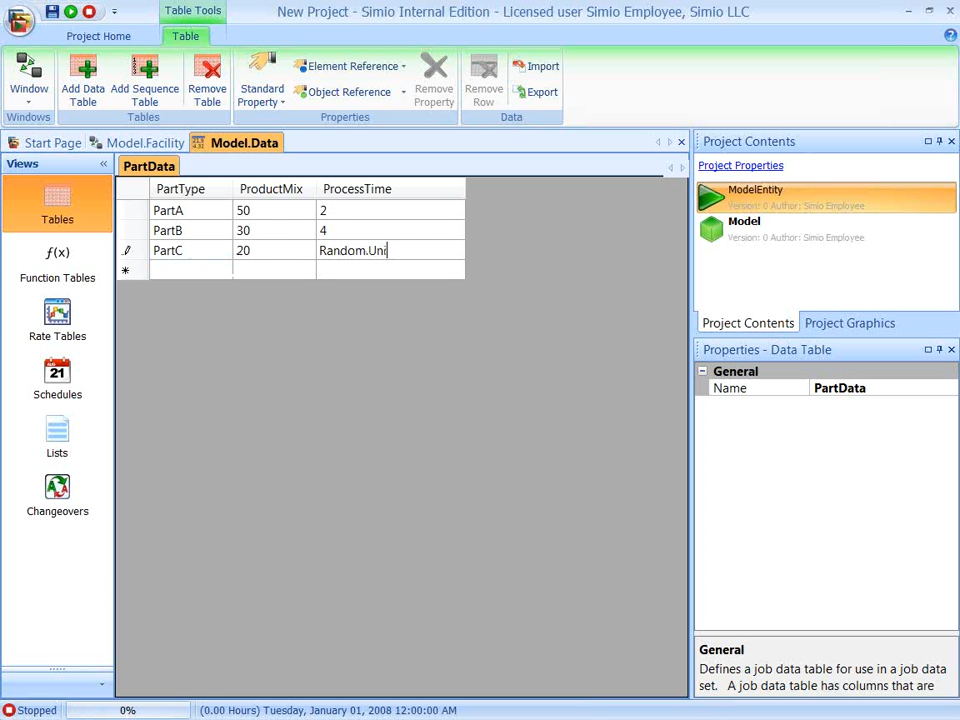 Table Tools
New Project - Simio Internal Edition - Licensed user Simio Employee, Simio LLC
Project Home
Table
Window
Add Data Table
Add Sequence Table
Remove Table
Standard Property
Element Reference
Object Reference
Remove Property
Remove Row
Import
Export
Windows
Tables
Properties
Data
Start Page
Model.Facility
Model.Data
Views
Tables
Function Tables
Rate Tables
Schedules
Lists
Changeovers
PartData
PartType ProductMix ProcessTime
PartA 50 2
PartB 30 4
PartC 20 Random.Uni
Project Contents
Project Properties
ModelEntity
Version: 0 Author: Simio Employee
Model
Version: 0 Author: Simio Employee
Project Contents
Project Graphics
Properties - Data Table
General
Name PartData
General
Defines a job data table for use in a job data
set. A job data table has columns that are
Stopped
0%
(0.00 Hours) Tuesday, January 01, 2008 12:00:00 AM